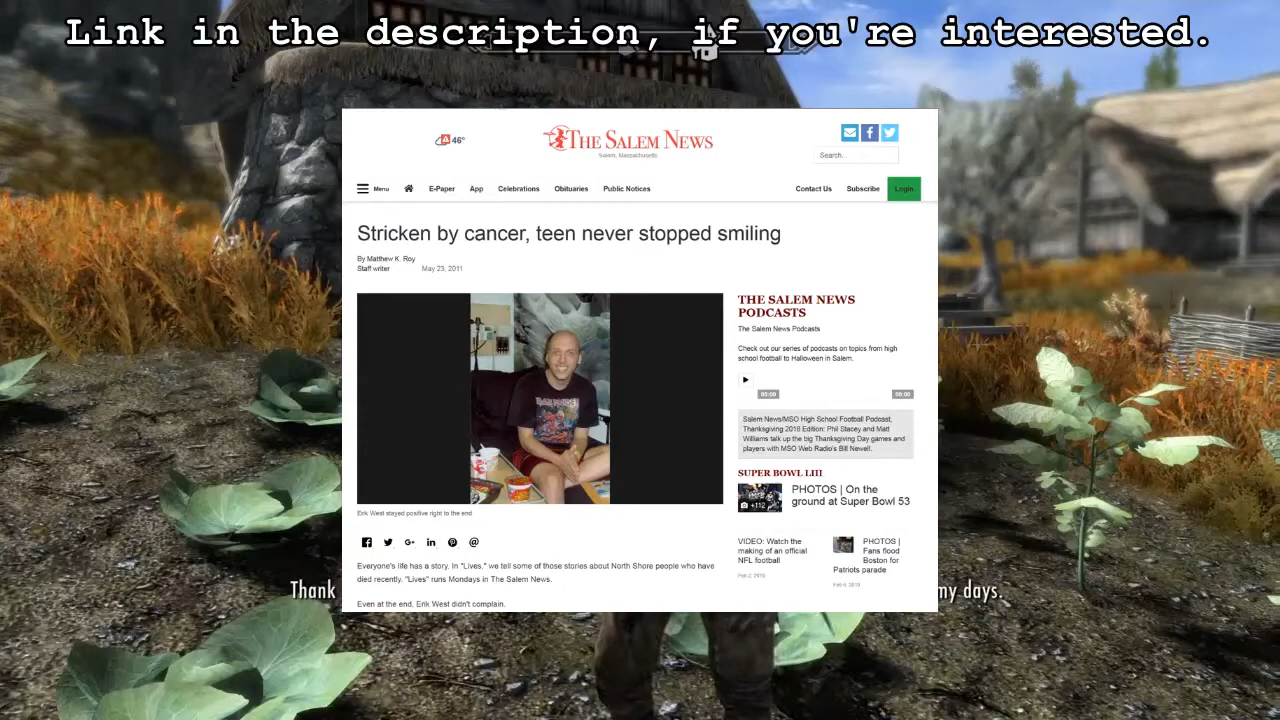 Link in the description, if you're interested.
46°
THE SALEM NEWS
Salem, Massachusetts
Search...
Menu
E-Paper
App
Celebrations
Obituaries
Public Notices
Contact Us
Subscribe
Login
Stricken by cancer, teen never stopped smiling
By Matthew K. Roy
Staff writer
May 23, 2011
IRON MAIDEN
Erik West stayed positive right to the end
Everyone's life has a story. In "Lives," we tell some of those stories about North Shore people who have
died recently. "Lives" runs Mondays in The Salem News.
Even at the end, Erik West didn't complain.
THE SALEM NEWS
PODCASTS
The Salem News Podcasts
Check out our series of podcasts on topics from high
school football to Halloween in Salem.
00:00
00:00
Salem News/MSO High School Football Podcast,
Thanksgiving 2018 Edition: Phil Stacey and Matt
Williams talk up the big Thanksgiving Day games and
players with MSO Web Radio's Bill Newell.
SUPER BOWL LIII
+112
PHOTOS | On the
ground at Super Bowl 53
VIDEO: Watch the
making of an official
NFL football
Feb 2, 2019
PHOTOS |
Fans flood
Boston for
Patriots parade
Thank
my days.